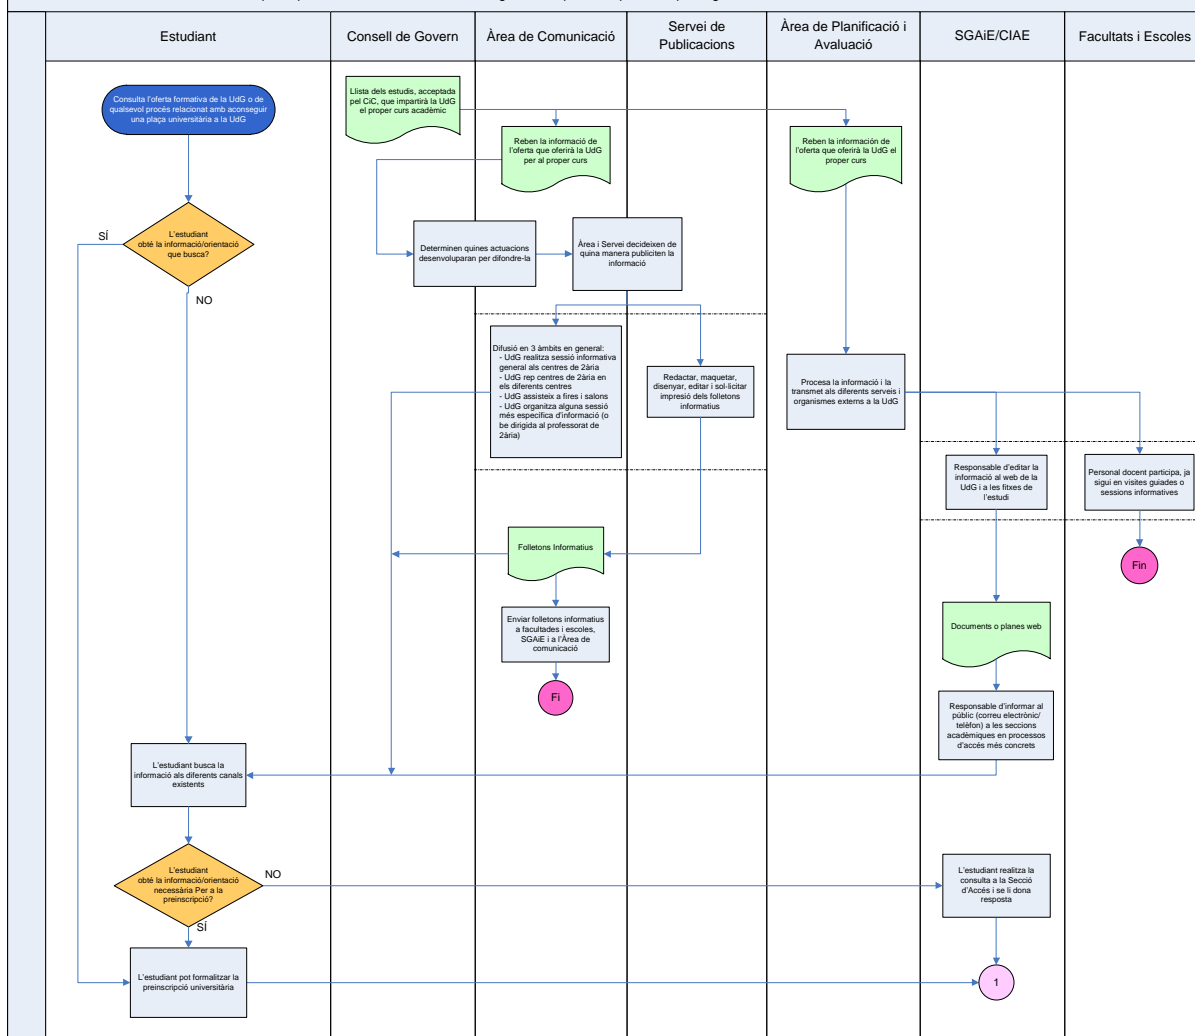 Estudiant
Consell de Govern
Àrea de Comunicació
Servei de
Publicacions
Àrea de Planificació i
Avaluació
SGAiE/CIAE
Facultats i Escoles
Consulta l'oferta formativa de la UdG o de
qualsevol procés relacionat amb aconseguir
una plaça universitària a la UdG
Llista dels estudis, acceptada
pel CiC, que impartirà la UdG
el proper curs acadèmic
Reben la informació de
l'oferta que oferirà la UdG
per al proper curs
Reben la información de
l'oferta que oferirà la UdG el
proper curs
SÍ
L'estudiant
obté la informació/orientació
que busca?
NO
Determinen quines actuacions
desenvoluparan per difondre-la
Àrea i Servei decideixen de
quina manera publiciten la
informació
Difusió en 3 àmbits en general:
- UdG realitza sessió informativa
general als centres de 2ària
- UdG rep centres de 2ària en
els diferents centres
- UdG assisteix a fires i salons
- UdG organitza alguna sessió
més específica d'informació (o
be dirigida al professorat de
2ària)
Redactar, maquetar,
disenyar, editar i sol·licitar
impresió dels folletons
informatius
Procesa la informació i la
transmet als diferents serveis i
organismes externs a la UdG
Responsable d'editar la
informació al web de la
UdG i a les fitxes de
l'estudi
Personal docent participa, ja
sigui en visites guiades o
sessions informatives
Folletons Informatius
Fin
Enviar folletons informatius
a facultades i escoles,
SGAiE i a l'Àrea de
comunicació
Documents o planes web
Fi
Responsable d'informar al
públic (correu electrònic/
telèfon) a les seccions
acadèmiques en processos
d'accés més concrets
L'estudiant busca la
informació als diferents canals
existents
L'estudiant
obté la informació/orientació
necessària Per a la
preinscripció?
NO
SÍ
L'estudiant realitza la
consulta a la Secció
d'Accés i se li dona
resposta
L'estudiant pot formalitzar la
preinscripció universitària
1